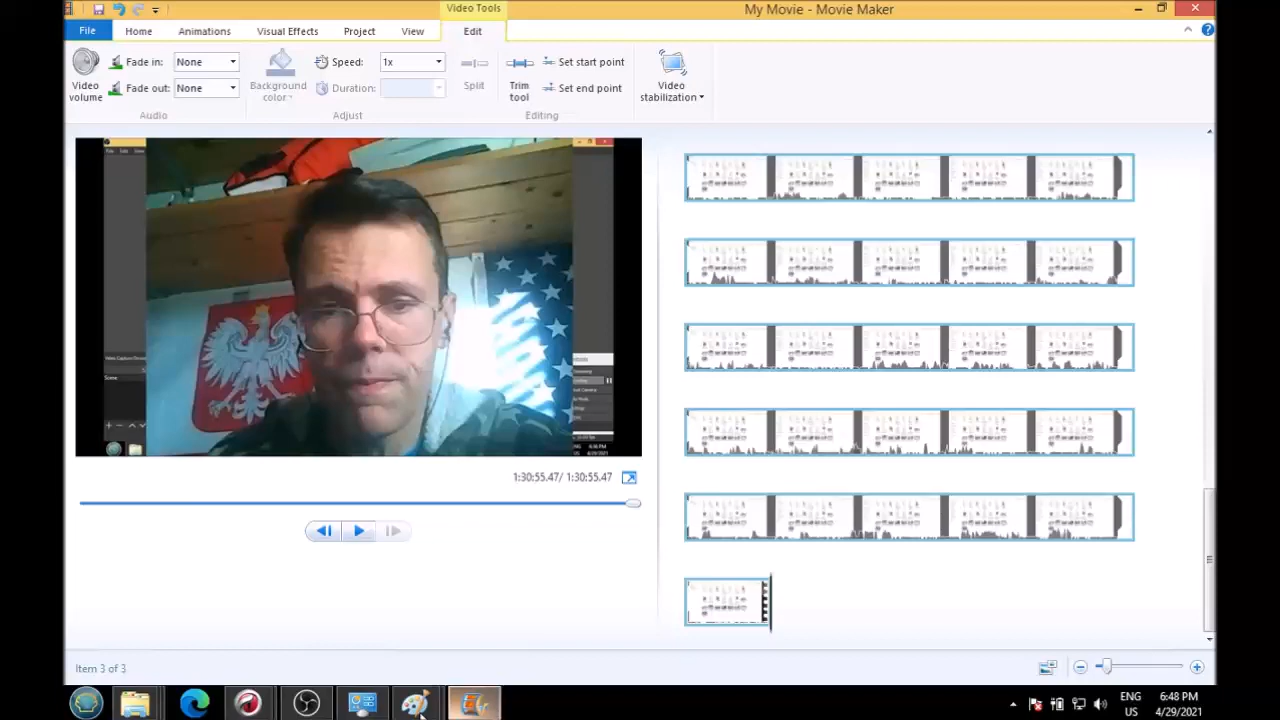 My Movie - Movie Maker
Video Tools
File
Home
Animations
Visual Effects
Project
View
Edit
Video volume
Fade in:
None
Fade out:
None
Audio
Background color
Speed:
1x
Duration:
Adjust
Split
Trim tool
Set start point
Set end point
Editing
Video stabilization
File Edit
Scene
1:30:55.47/ 1:30:55.47
Item 3 of 3
ENG
US
6:48 PM
4/29/2021